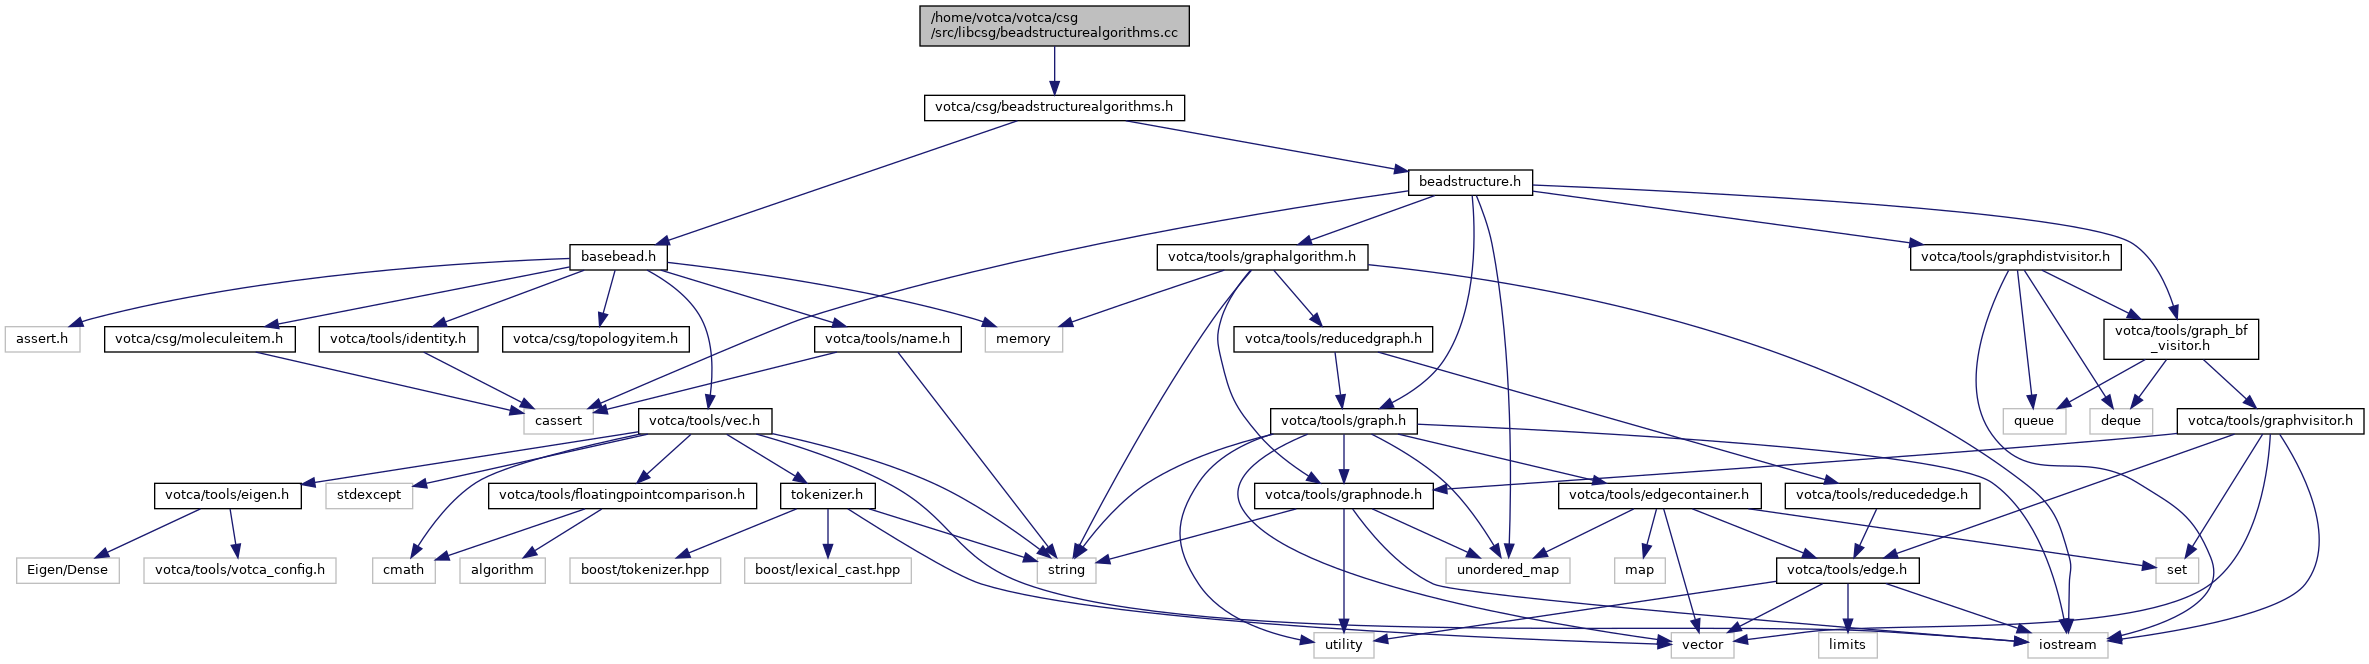 /home/votca/votca/csg
/src/libcsg/beadstructurealgorithms.cc
votca/csg/beadstructurealgorithms.h
beadstructure.h
basebead.h
votca/tools/graphalgorithm.h
votca/tools/graphdistvisitor.h
assert.h
votca/csg/moleculeitem.h
votca/tools/identity.h
votca/csg/topologyitem.h
votca/tools/name.h
memory
votca/tools/reducedgraph.h
votca/tools/graph_bf
_visitor.h
cassert
votca/tools/vec.h
votca/tools/graph.h
queue
deque
votca/tools/graphvisitor.h
votca/tools/eigen.h
stdexcept
votca/tools/floatingpointcomparison.h
tokenizer.h
votca/tools/graphnode.h
votca/tools/edgecontainer.h
votca/tools/reducededge.h
Eigen/Dense
votca/tools/votca_config.h
cmath
algorithm
boost/tokenizer.hpp
boost/lexical_cast.hpp
string
unordered_map
map
votca/tools/edge.h
set
utility
vector
limits
iostream